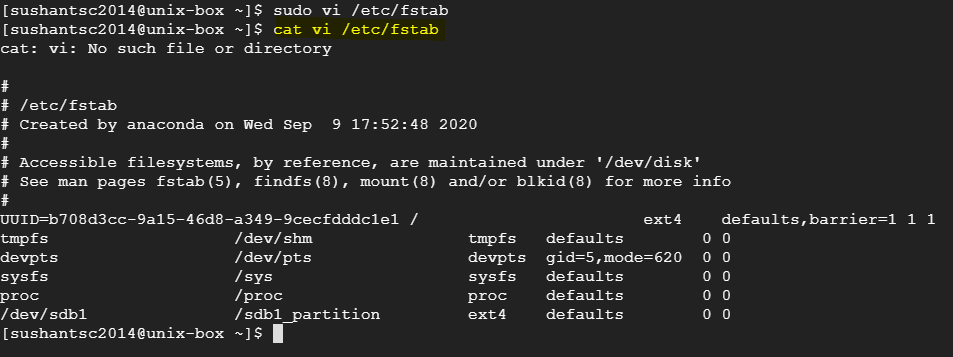 [sushantsc2014@unix-box ~]$ sudo vi /etc/fstab
[sushantsc2014@unix-box ~]$ cat vi /etc/fstab
cat: vi: No such file or directory
#
# /etc/fstab
# Created by anaconda on Wed Sep  9 17:52:48 2020
#
# Accessible filesystems, by reference, are maintained under '/dev/disk'
# See man pages fstab(5), findfs(8), mount(8) and/or blkid(8) for more info
#
UUID=b708d3cc-9a15-46d8-a349-9cecfdddc1e1 /                       ext4    defaults,barrier=1 1 1
tmpfs                   /dev/shm                tmpfs   defaults        0 0
devpts                  /dev/pts                devpts  gid=5,mode=620  0 0
sysfs                   /sys                    sysfs   defaults        0 0
proc                    /proc                   proc    defaults        0 0
/dev/sdb1               /sdb1_partition         ext4    defaults        0 0
[sushantsc2014@unix-box ~]$